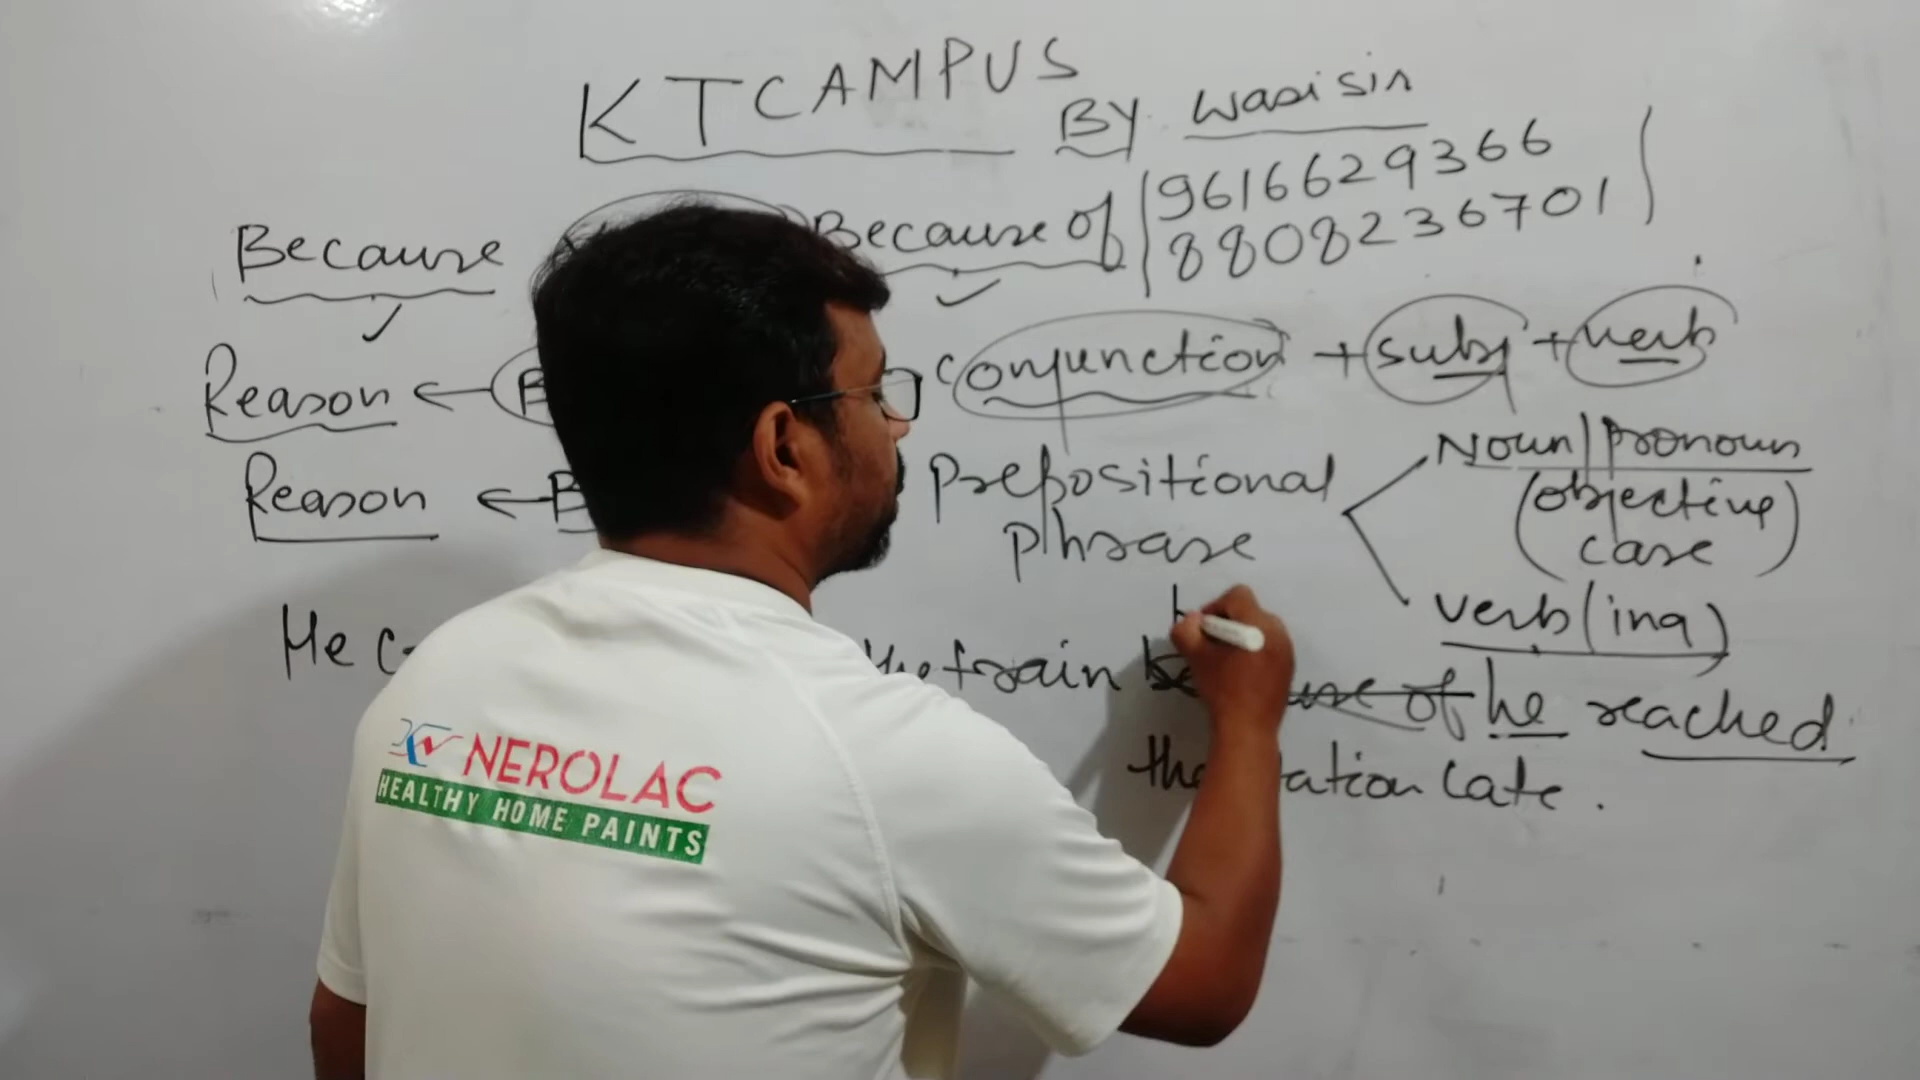 KTCAMPUS
BY wasi sir
Because Because of
9616629366
8808236701
Reason ← conjunction + subj + verb
Reason ← Prepositional phrase
Noun/pronoun
(objective case)
verb(ing)
He the train of he reached
late.
NEROLAC
HEALTHY HOME PAINTS